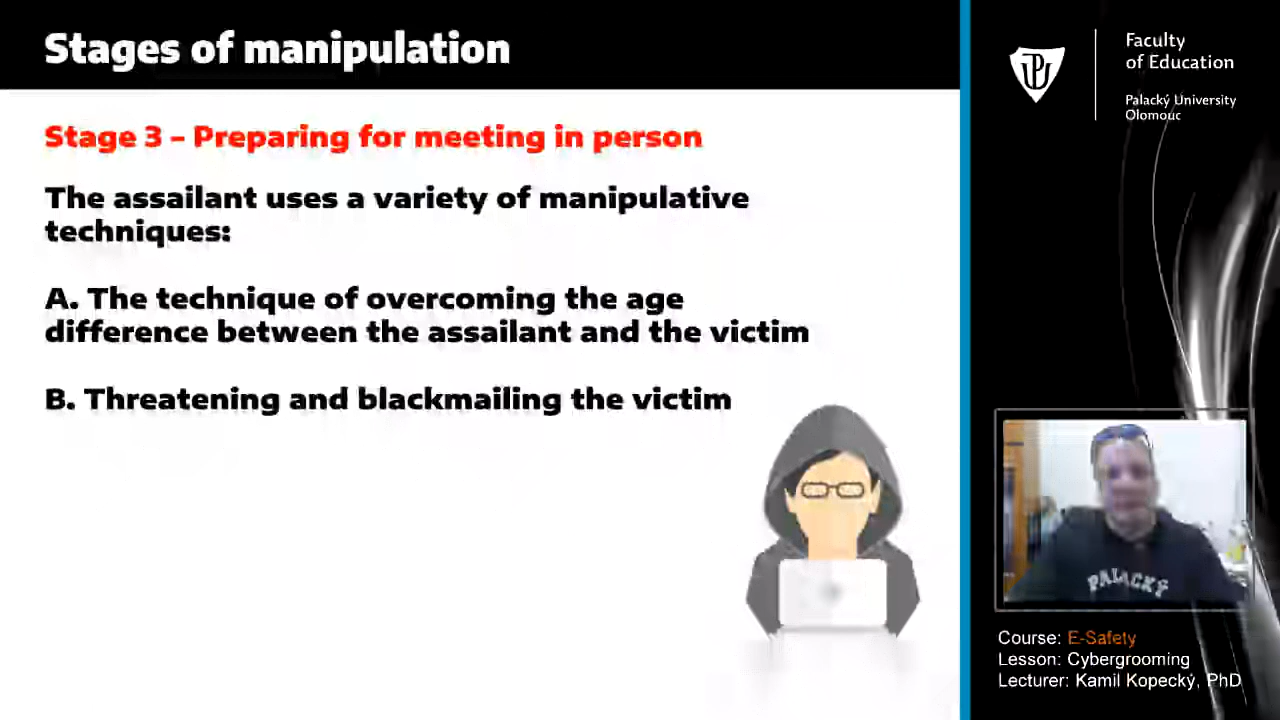 Stages of manipulation
Stage 3 – Preparing for meeting in person
The assailant uses a variety of manipulative
techniques:
A. The technique of overcoming the age
difference between the assailant and the victim
B. Threatening and blackmailing the victim
UP
Faculty
of Education
Palacký University
Olomouc
PALACKÝ
Course: E-Safety
Lesson: Cybergrooming
Lecturer: Kamil Kopecký, PhD